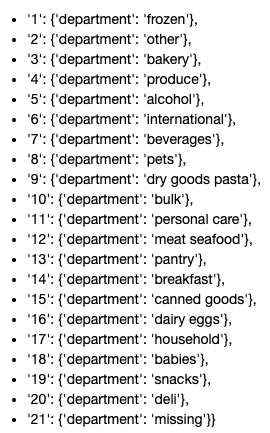 • '1': {'department': 'frozen'},
• '2': {'department': 'other'},
• '3': {'department': 'bakery'},
• '4': {'department': 'produce'},
• '5': {'department': 'alcohol'},
• '6': {'department': 'international'},
• '7': {'department': 'beverages'},
• '8': {'department': 'pets'},
• '9': {'department': 'dry goods pasta'},
• '10': {'department': 'bulk'},
• '11': {'department': 'personal care'},
• '12': {'department': 'meat seafood'},
• '13': {'department': 'pantry'},
• '14': {'department': 'breakfast'},
• '15': {'department': 'canned goods'},
• '16': {'department': 'dairy eggs'},
• '17': {'department': 'household'},
• '18': {'department': 'babies'},
• '19': {'department': 'snacks'},
• '20': {'department': 'deli'},
• '21': {'department': 'missing'}}